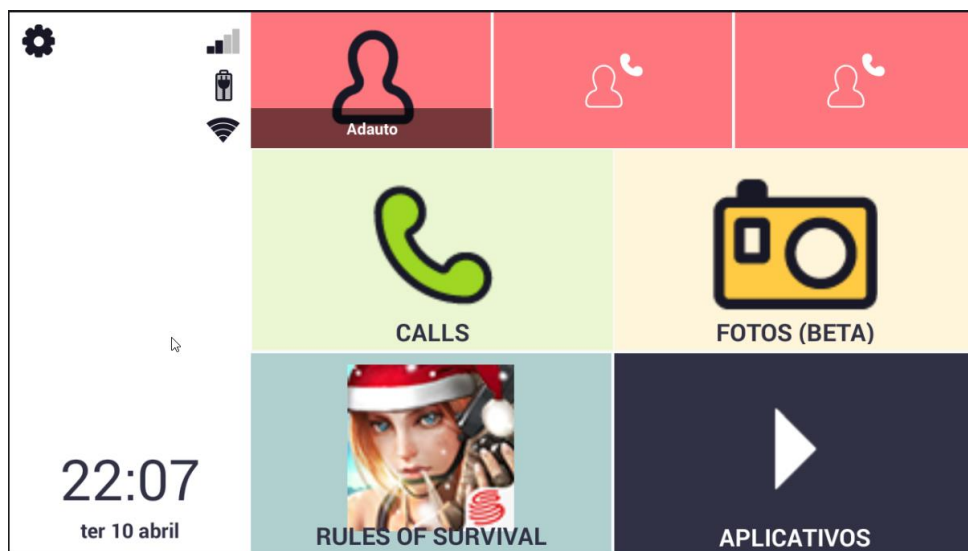 Adauto
CALLS
FOTOS (BETA)
22:07
ter 10 abril
RULES OF SURVIVAL
APLICATIVOS